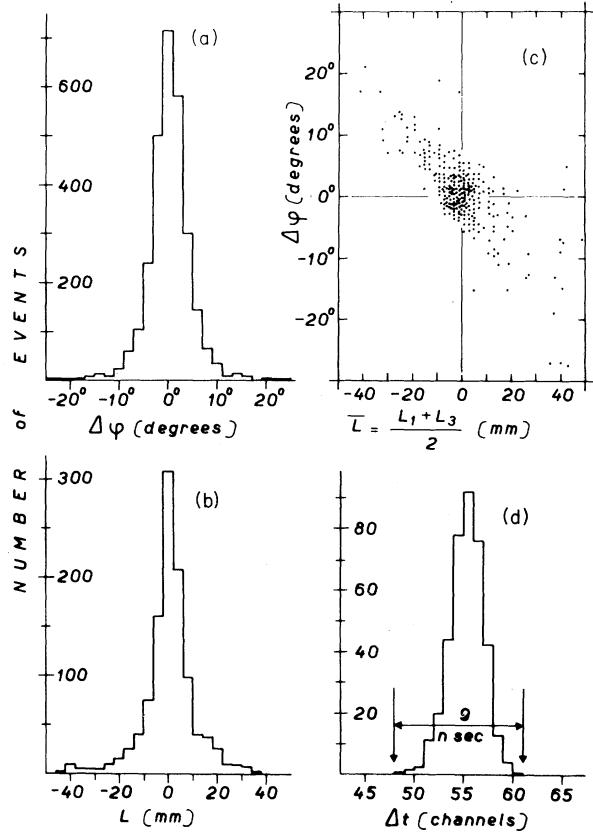 (a)
600
400
200
-20° -10° 0° 10° 20°
Δφ (degrees)
NUMBER of EVENTS
(c)
20°
10°
0°
-10°
-20°
Δφ (degrees)
-40 -20 0 20 40
L̄ = L₁ + L₃ / 2 (mm)
(b)
300
200
100
-40 -20 0 20 40
L (mm)
(d)
80
60
40
20
9
n sec
45 55 65
Δt (channels)